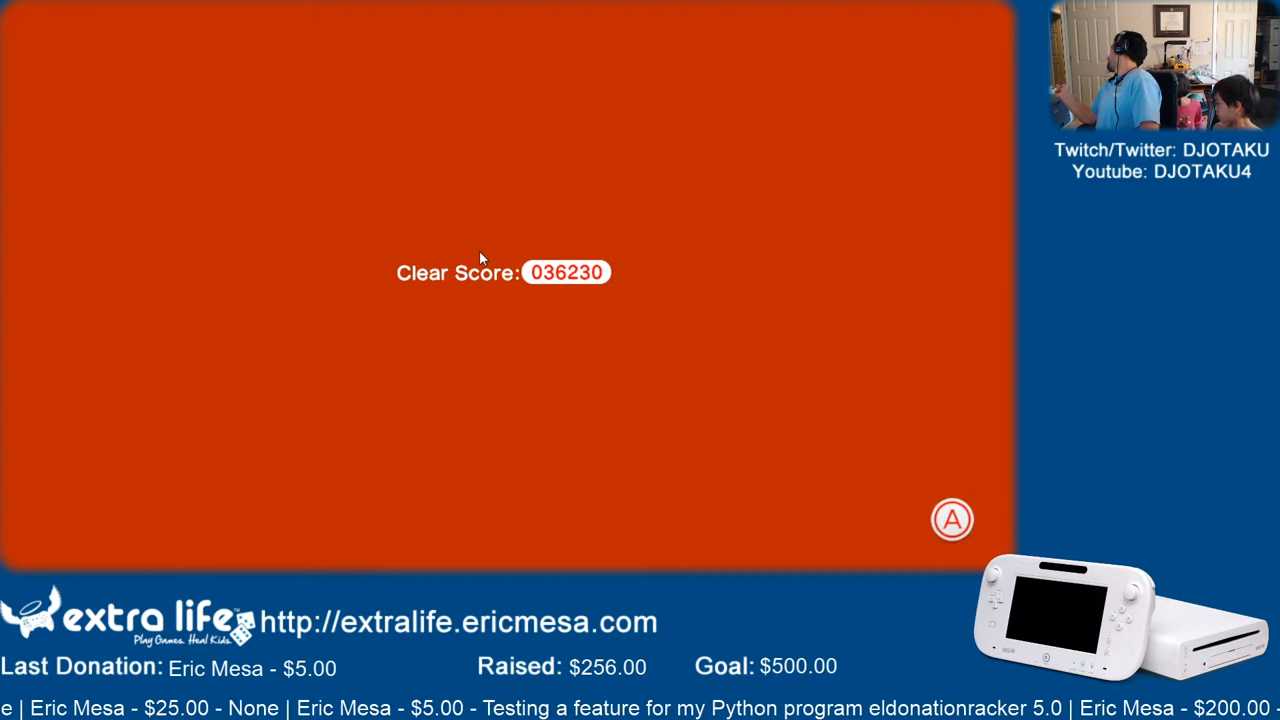 Twitch/Twitter: DJOTAKU
Youtube: DJOTAKU4
Clear Score: 036230
A
extra life
Play Games. Heal Kids.
http://extralife.ericmesa.com
Last Donation: Eric Mesa - $5.00
Raised: $256.00
Goal: $500.00
e | Eric Mesa - $25.00 - None | Eric Mesa - $5.00 - Testing a feature for my Python program eldonationracker 5.0 | Eric Mesa - $200.00 -